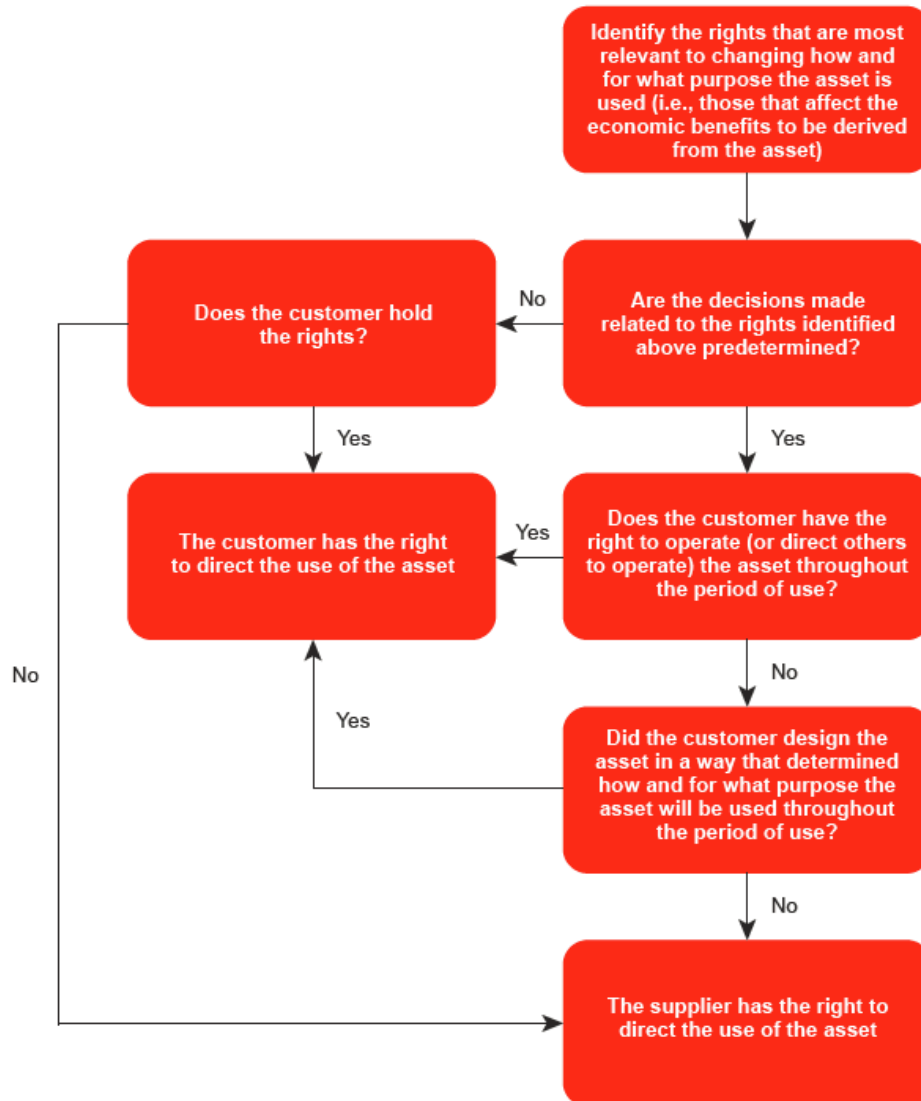 Identify the rights that are most
relevant to changing how and
for what purpose the asset is
used (i.e., those that affect the
economic benefits to be derived
from the asset)
Does the customer hold
the rights?
No
Are the decisions made
related to the rights identified
above predetermined?
Yes
Yes
The customer has the right
to direct the use of the asset
Yes
Does the customer have the
right to operate (or direct others
to operate) the asset throughout
the period of use?
No
No
Yes
Did the customer design the
asset in a way that determined
how and for what purpose the
asset will be used throughout
the period of use?
No
The supplier has the right to
direct the use of the asset